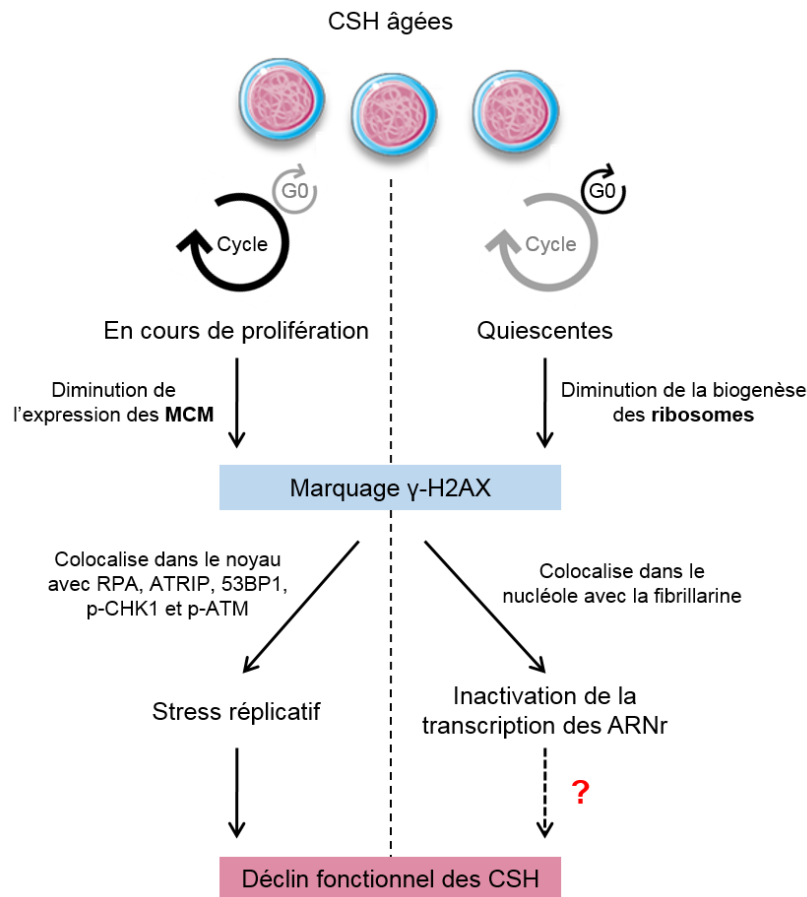 CSH âgées
G0
Cycle
G0
Cycle
En cours de prolifération
Quiescentes
Diminution de
l'expression des MCM
Diminution de la biogenèse
des ribosomes
Marquage γ-H2AX
Colocalise dans le noyau
avec RPA, ATRIP, 53BP1,
p-CHK1 et p-ATM
Colocalise dans le
nucléole avec la fibrillarine
Stress réplicatif
Inactivation de la
transcription des ARNr
?
Déclin fonctionnel des CSH